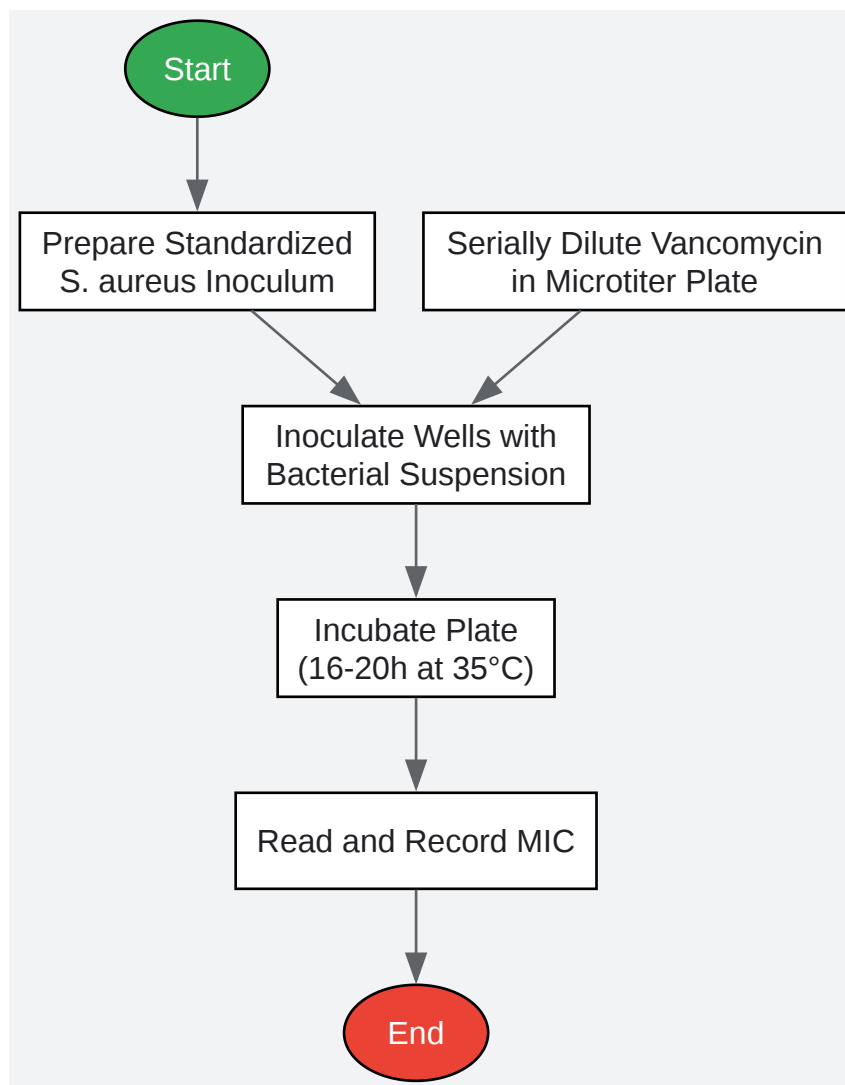 Start
Prepare Standardized
S. aureus Inoculum
Serially Dilute Vancomycin
in Microtiter Plate
Inoculate Wells with
Bacterial Suspension
Incubate Plate
(16-20h at 35°C)
Read and Record MIC
End